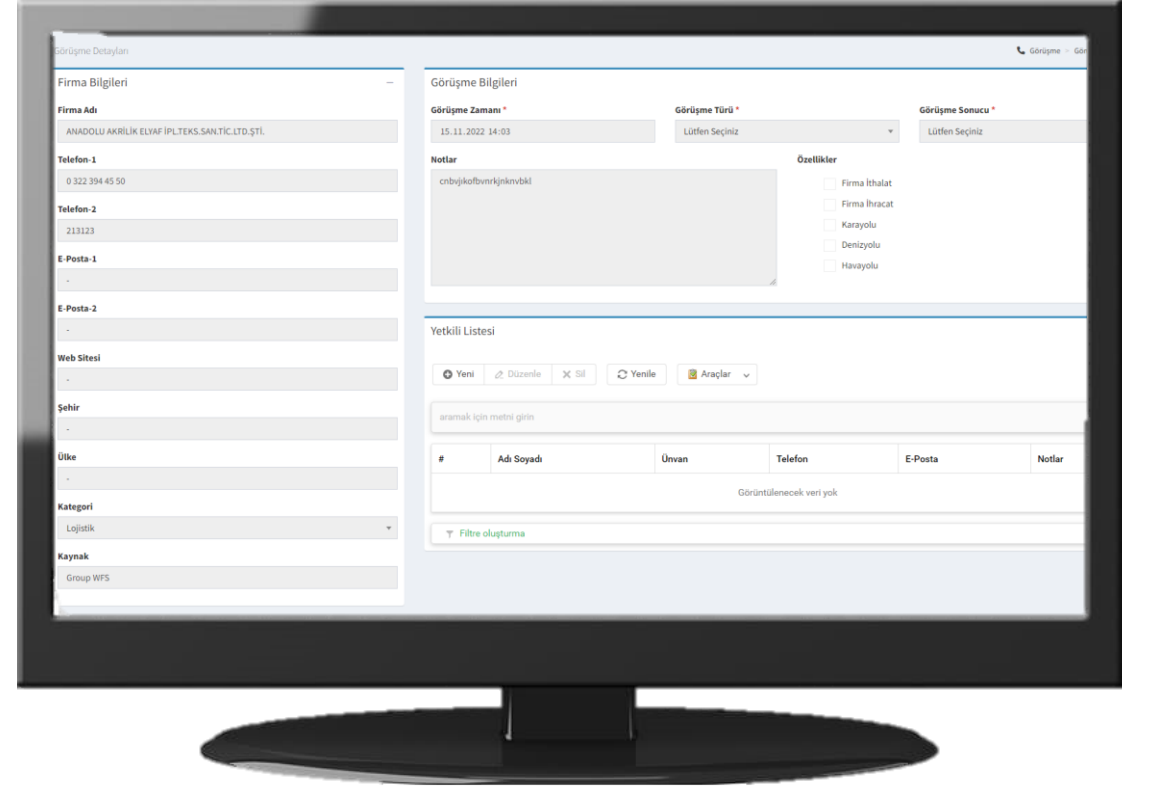 Görüşme Detayları
Görüşme > Gör
Firma Bilgileri
Firma Adı
ANADOLU AKRİLİK ELYAF İPL.TEKS.SAN.TİC.LTD.ŞTİ.
Telefon-1
0 322 394 45 50
Telefon-2
213123
E-Posta-1
-
E-Posta-2
-
Web Sitesi
-
Şehir
-
Ülke
-
Kategori
Lojistik
Kaynak
Group WFS
Görüşme Bilgileri
Görüşme Zamanı * Görüşme Türü * Görüşme Sonucu *
15.11.2022 14:03 Lütfen Seçiniz Lütfen Seçiniz
Notlar
cnbvjıkofbvnrkjnknvbkl
Özellikler
Firma İthalat
Firma İhracat
Karayolu
Denizyolu
Havayolu
Yetkili Listesi
Yeni Düzenle Sil Yenile Araçlar
aramak için metni girin
# Adı Soyadı Ünvan Telefon E-Posta Notlar
Görüntülenecek veri yok
Filtre oluşturma